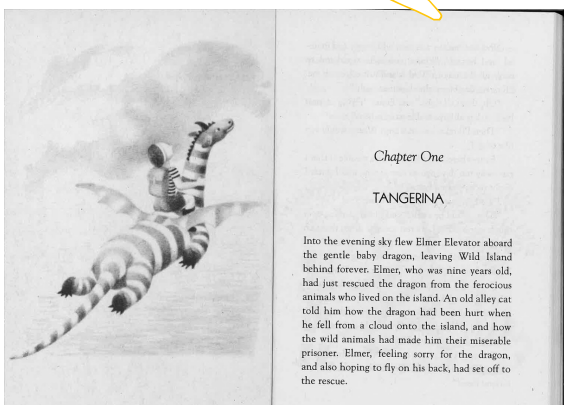 Chapter One
TANGERINA
Into the evening sky flew Elmer Elevator aboard
the gentle baby dragon, leaving Wild Island
behind forever. Elmer, who was nine years old,
had just rescued the dragon from the ferocious
animals who lived on the island. An old alley cat
told him how the dragon had been hurt when
he fell from a cloud onto the island, and how
the wild animals had made him their miserable
prisoner. Elmer, feeling sorry for the dragon,
and also hoping to fly on his back, had set off to
the rescue.